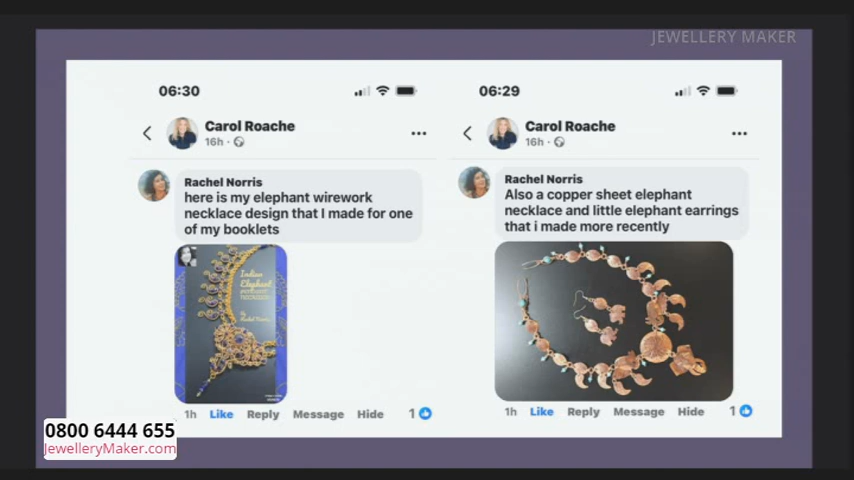 JEWELLERY MAKER
06:30
Carol Roache
16h
Rachel Norris
here is my elephant wirework
necklace design that I made for one
of my booklets
Indian
Elephant
By
Rachel Norris
1h Like Reply Message Hide 1
06:29
Carol Roache
16h
Rachel Norris
Also a copper sheet elephant
necklace and little elephant earrings
that i made more recently
1h Like Reply Message Hide 1
0800 6444 655
JewelleryMaker.com